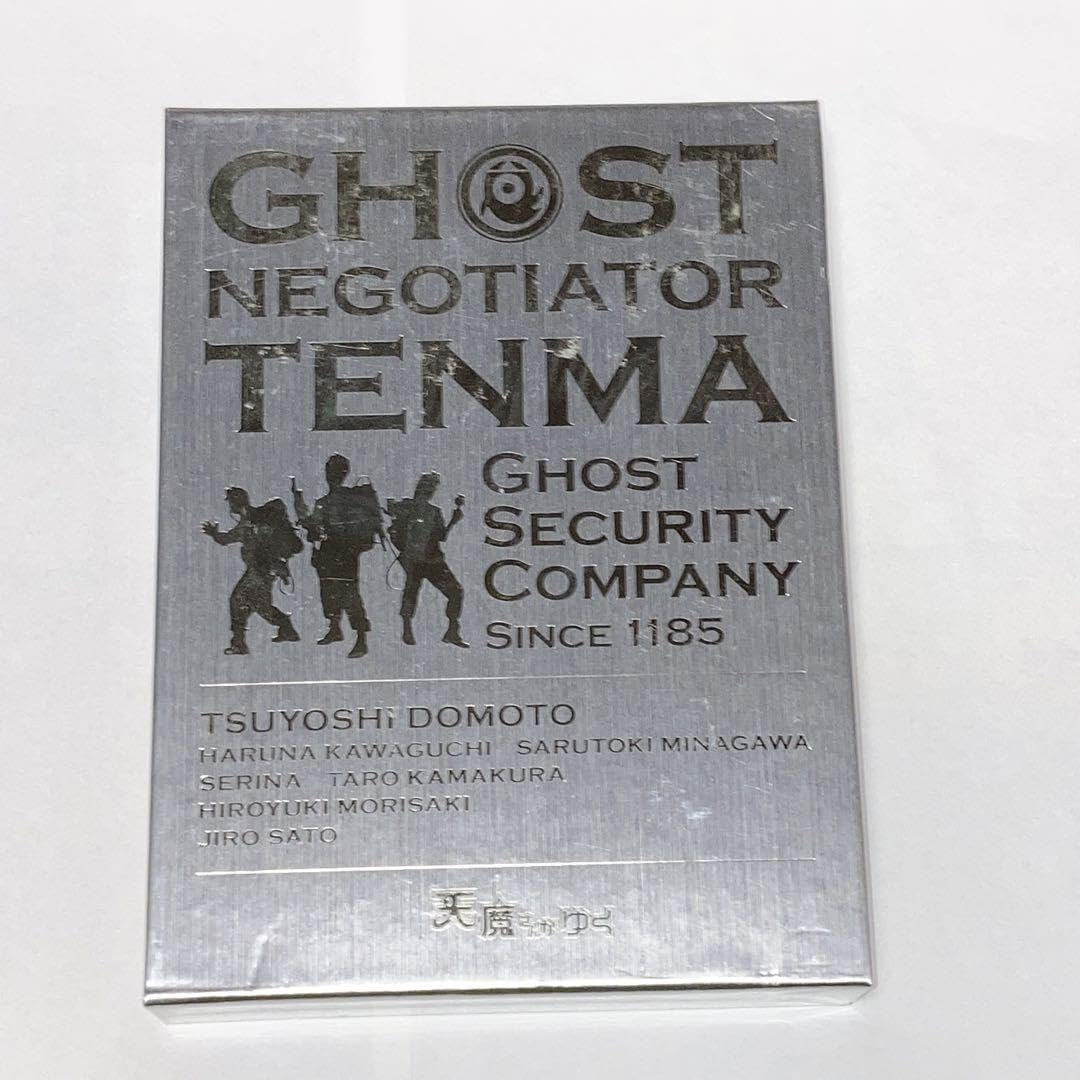 GHOST
NEGOTIATOR
TENMA
GHOST
SECURITY
COMPANY
SINCE 1185
TSUYOSHi DOMOTO
HARUNA KAWAGUCHI SARUTOKI MINAGAWA
SERINA TARO KAMAKURA
HIROYUKI MORISAKI
JIRO SATO
天魔さんがゆく